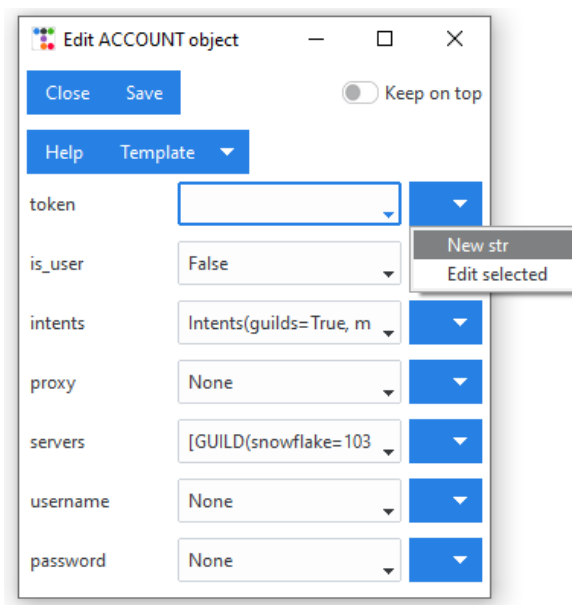 Edit ACCOUNT object
Close Save Keep on top
Help Template
token
New str
is_user False
Edit selected
intents Intents(guilds=True, m
proxy None
servers [GUILD(snowflake=103
username None
password None